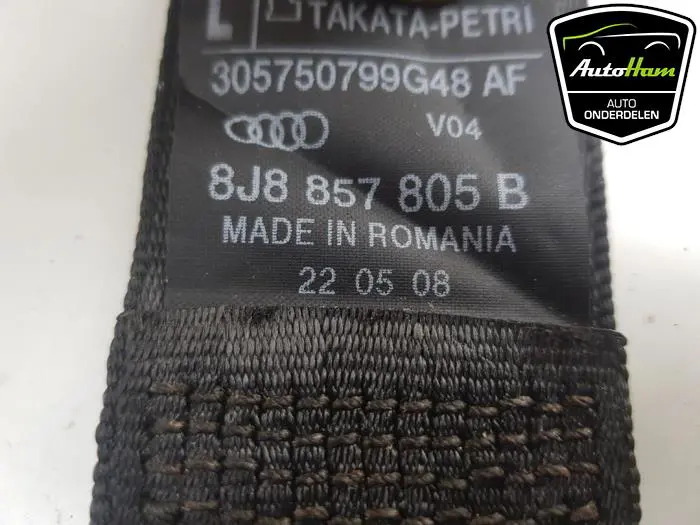 L TAKATA-PETRI
305750799G48 AF
V04
8J8 857 805 B
MADE IN ROMANIA
22 05 08
AutoHam
AUTO
ONDERDELEN